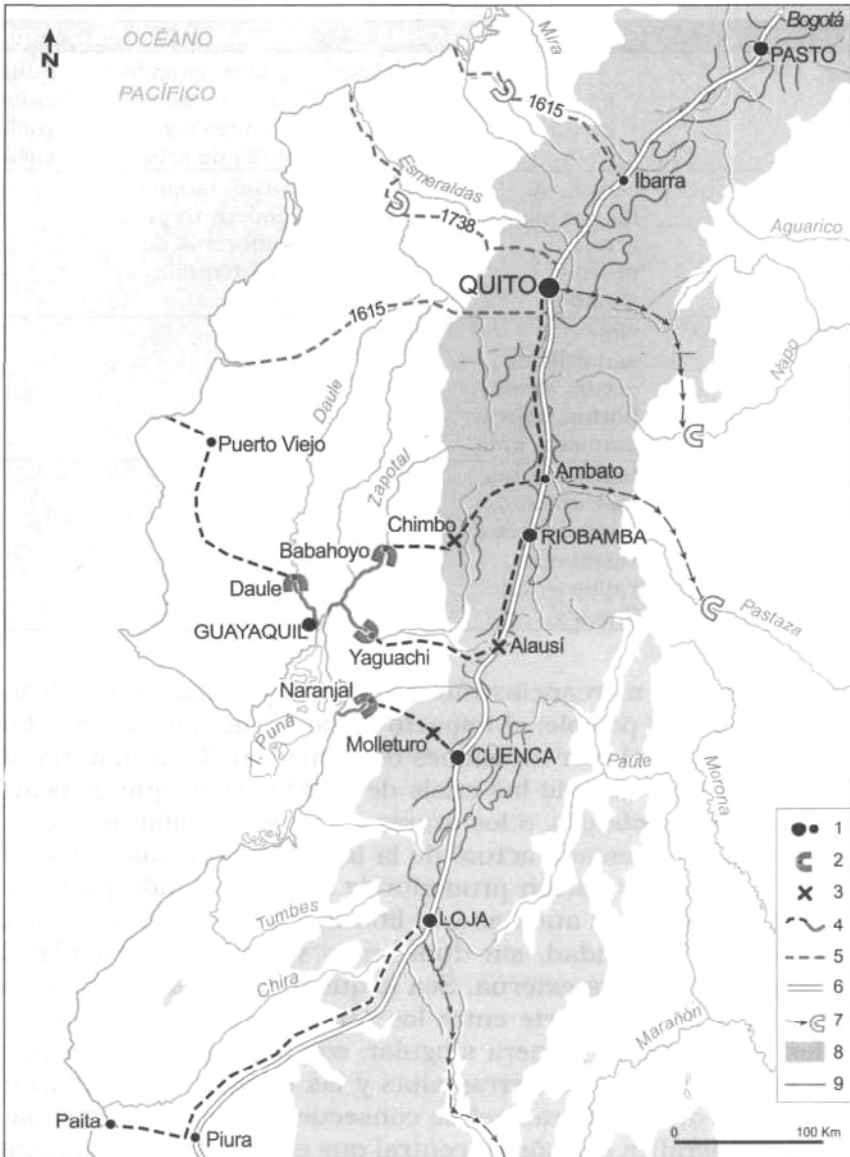 Bogotá
N
OCÉANO
PACÍFICO
Mira
PASTO
1615
Ibarra
Esmeraldas
1738
Aguarico
QUITO
1615
Napo
Daule
Puerto Viejo
Zapotal
Ambato
Chimbo
Babahoyo
RIOBAMBA
Daule
GUAYAQUIL
Yaguachi
Alausí
Pastaza
Naranjal
Puná
Molleturo
CUENCA
Paute
Morona
1
2
3
4
5
6
7
8
9
Tumbes
LOJA
Chira
Marañón
Paita
Piura
0
100 Km